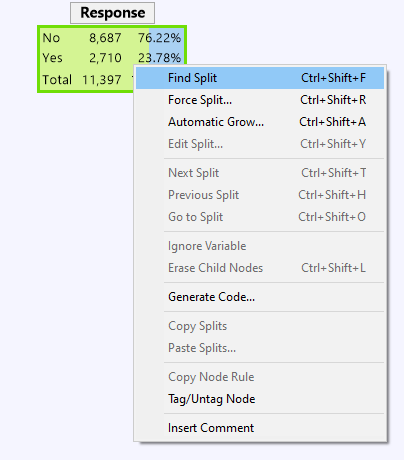 Response
No 8,687 76.22%
Yes 2,710 23.78%
Total 11,397
Find Split Ctrl+Shift+F
Force Split... Ctrl+Shift+R
Automatic Grow... Ctrl+Shift+A
Edit Split... Ctrl+Shift+Y
Next Split Ctrl+Shift+T
Previous Split Ctrl+Shift+H
Go to Split Ctrl+Shift+O
Ignore Variable
Erase Child Nodes Ctrl+Shift+L
Generate Code...
Copy Splits
Paste Splits...
Copy Node Rule
Tag/Untag Node
Insert Comment